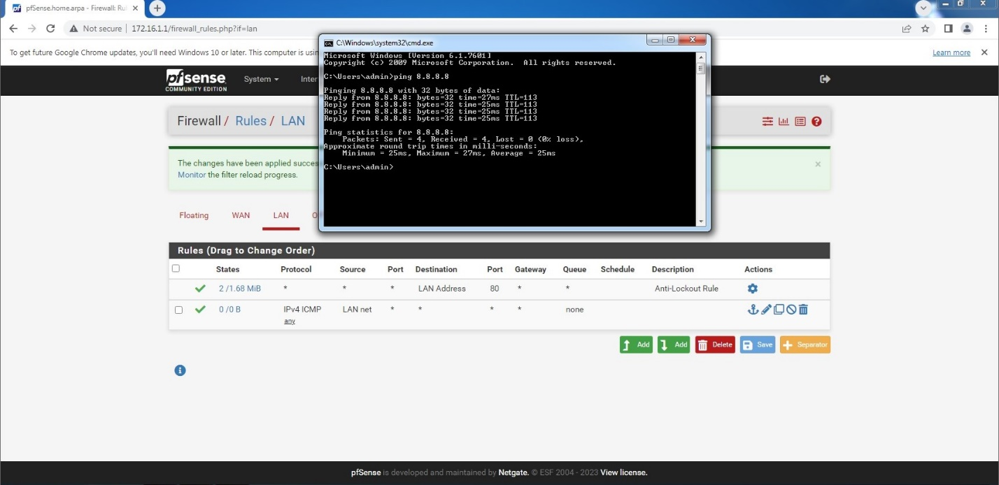 pfSense.home.arpa - Firewall: Rul
Not secure | 172.16.1.1/firewall_rules.php?if=lan
To get future Google Chrome updates, you'll need Windows 10 or later. This computer is usin
Learn more
C:\Windows\system32\cmd.exe
Microsoft Windows [Version 6.1.7601]
Copyright (c) 2009 Microsoft Corporation.  All rights reserved.
C:\Users\admin>ping 8.8.8.8
Pinging 8.8.8.8 with 32 bytes of data:
Reply from 8.8.8.8: bytes=32 time=27ms TTL=113
Reply from 8.8.8.8: bytes=32 time=25ms TTL=113
Reply from 8.8.8.8: bytes=32 time=25ms TTL=113
Reply from 8.8.8.8: bytes=32 time=25ms TTL=113
Ping statistics for 8.8.8.8:
Packets: Sent = 4, Received = 4, Lost = 0 (0% loss),
Approximate round trip times in milli-seconds:
Minimum = 25ms, Maximum = 27ms, Average = 25ms
C:\Users\admin>
pfsense
COMMUNITY EDITION
System
Inter
Firewall / Rules / LAN
The changes have been applied succes
Monitor the filter reload progress.
Floating WAN LAN O
Rules (Drag to Change Order)
States Protocol Source Port Destination Port Gateway Queue Schedule Description Actions
2 /1.68 MiB * * * LAN Address 80 * * Anti-Lockout Rule
0 /0 B IPv4 ICMP LAN net * * * * none
any
Add Add Delete Save Separator
pfSense is developed and maintained by Netgate. © ESF 2004 - 2023 View license.